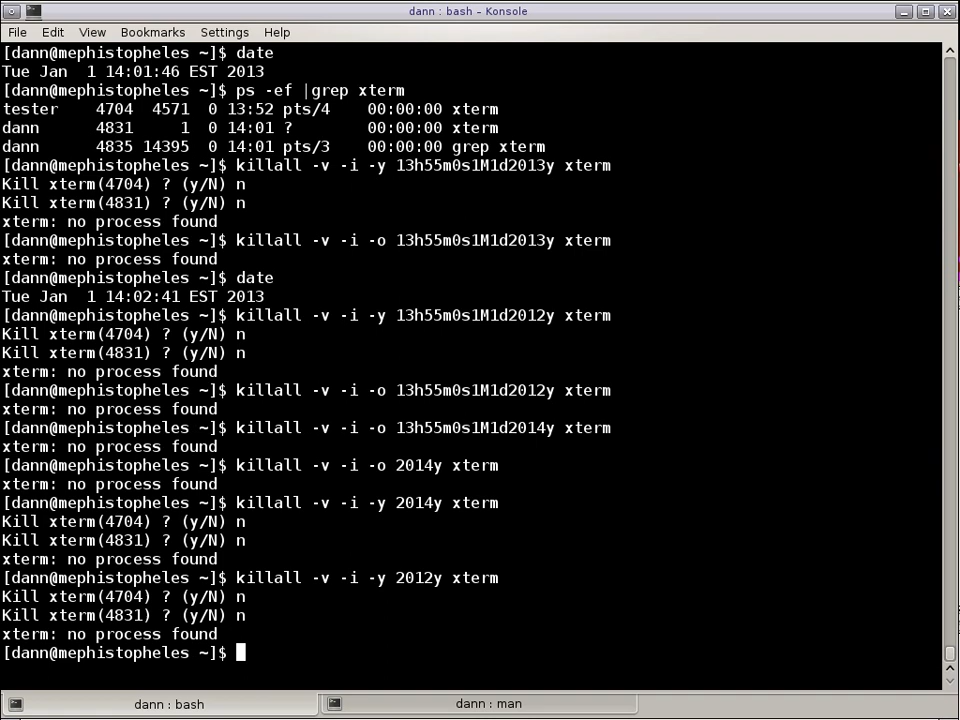 dann : bash - Konsole
File Edit View Bookmarks Settings Help
[dann@mephistopheles ~]$ date
Tue Jan  1 14:01:46 EST 2013
[dann@mephistopheles ~]$ ps -ef |grep xterm
tester    4704  4571  0 13:52 pts/4    00:00:00 xterm
dann      4831     1  0 14:01 ?        00:00:00 xterm
dann      4835 14395  0 14:01 pts/3    00:00:00 grep xterm
[dann@mephistopheles ~]$ killall -v -i -y 13h55m0s1M1d2013y xterm
Kill xterm(4704) ? (y/N) n
Kill xterm(4831) ? (y/N) n
xterm: no process found
[dann@mephistopheles ~]$ killall -v -i -o 13h55m0s1M1d2013y xterm
xterm: no process found
[dann@mephistopheles ~]$ date
Tue Jan  1 14:02:41 EST 2013
[dann@mephistopheles ~]$ killall -v -i -y 13h55m0s1M1d2012y xterm
Kill xterm(4704) ? (y/N) n
Kill xterm(4831) ? (y/N) n
xterm: no process found
[dann@mephistopheles ~]$ killall -v -i -o 13h55m0s1M1d2012y xterm
xterm: no process found
[dann@mephistopheles ~]$ killall -v -i -o 13h55m0s1M1d2014y xterm
xterm: no process found
[dann@mephistopheles ~]$ killall -v -i -o 2014y xterm
xterm: no process found
[dann@mephistopheles ~]$ killall -v -i -y 2014y xterm
Kill xterm(4704) ? (y/N) n
Kill xterm(4831) ? (y/N) n
xterm: no process found
[dann@mephistopheles ~]$ killall -v -i -y 2012y xterm
Kill xterm(4704) ? (y/N) n
Kill xterm(4831) ? (y/N) n
xterm: no process found
[dann@mephistopheles ~]$
dann : bash
dann : man